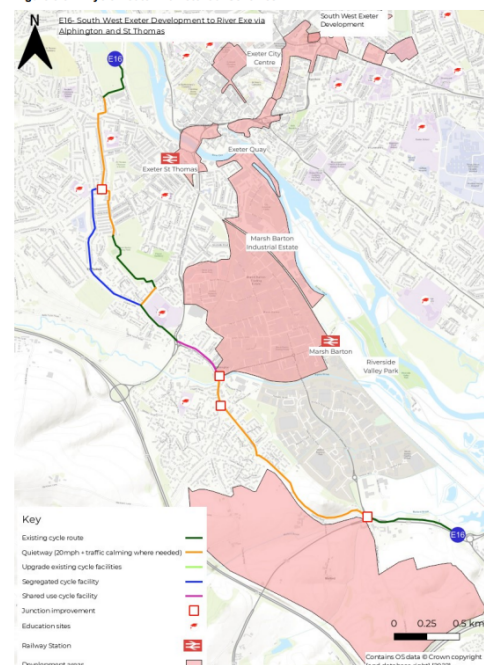 E16- South West Exeter Development to River Exe via
Alphington and St Thomas
South West Exeter
Development
N
E16
Exeter City
Centre
Exeter Quay
Exeter St Thomas
Marsh Barton
Industrial Estate
Marsh Barton
Riverside
Valley Park
E16
Key
Existing cycle route
Quietway (20mph + traffic calming where needed)
Upgrade existing cycle facilities
Segregated cycle facility
Shared use cycle facility
Junction improvement
Education sites
Railway Station
Development areas
0 0.25 0.5 km
Contains OS data © Crown copyright